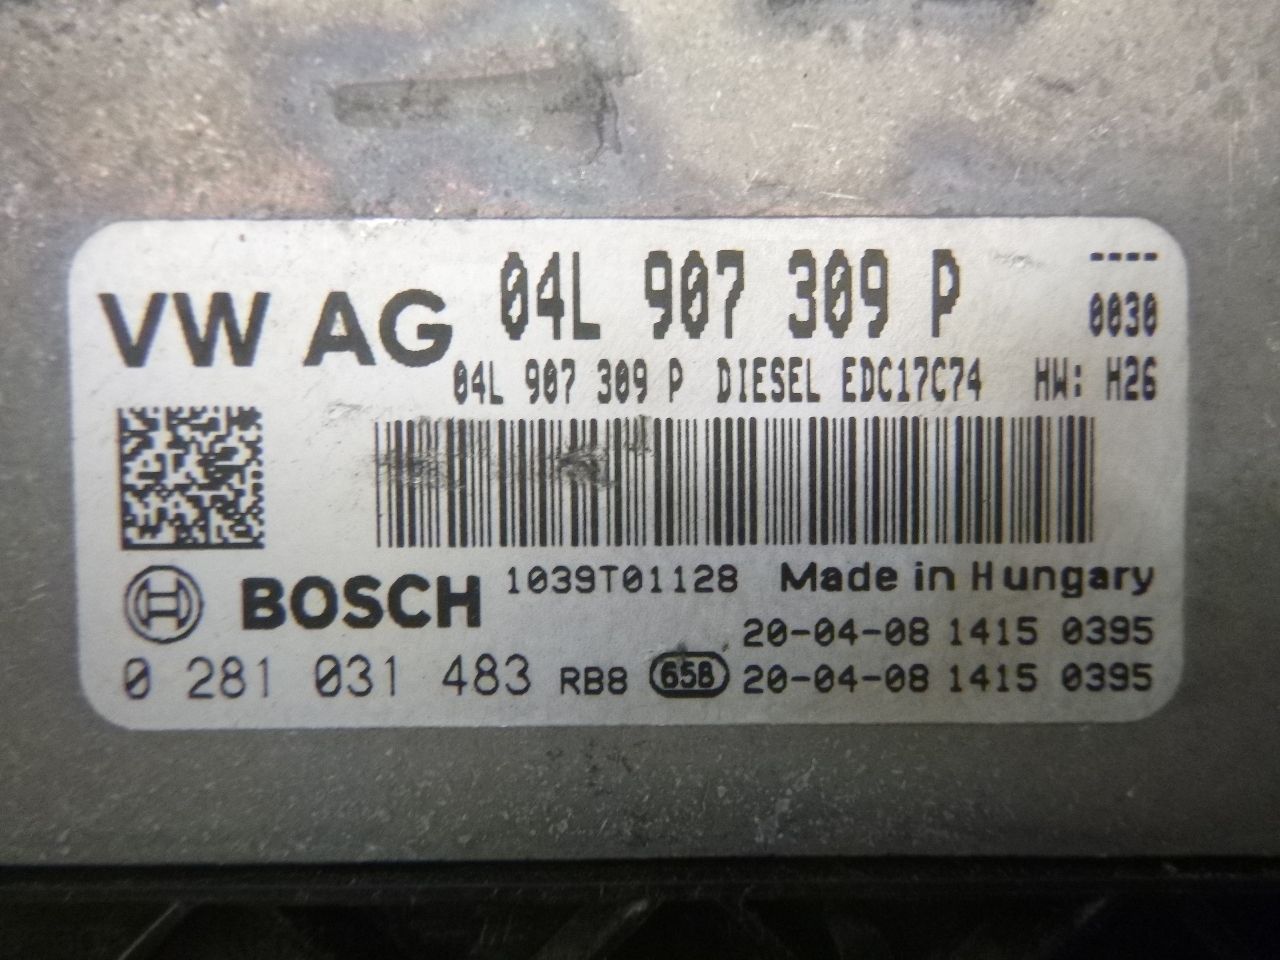 VW AG 04L 907 309 P ----
0030
04L 907 309 P DIESEL EDC17C74 HW: H26
BOSCH 1039T01128 Made in Hungary
20-04-08 1415 0395
0 281 031 483 RB8 65B 20-04-08 1415 0395